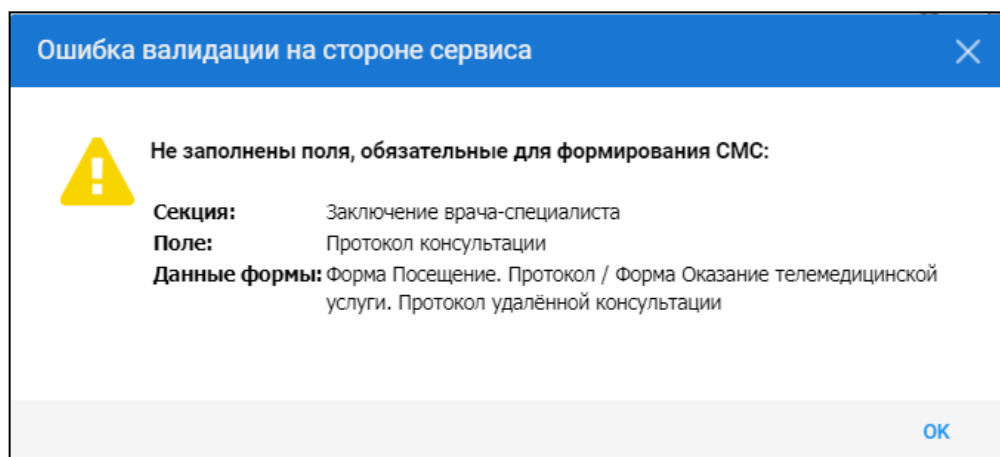 Ошибка валидации на стороне сервиса
Не заполнены поля, обязательные для формирования СМС:
Секция: Заключение врача-специалиста
Поле: Протокол консультации
Данные формы: Форма Посещение. Протокол / Форма Оказание телемедицинской
услуги. Протокол удалённой консультации
OK